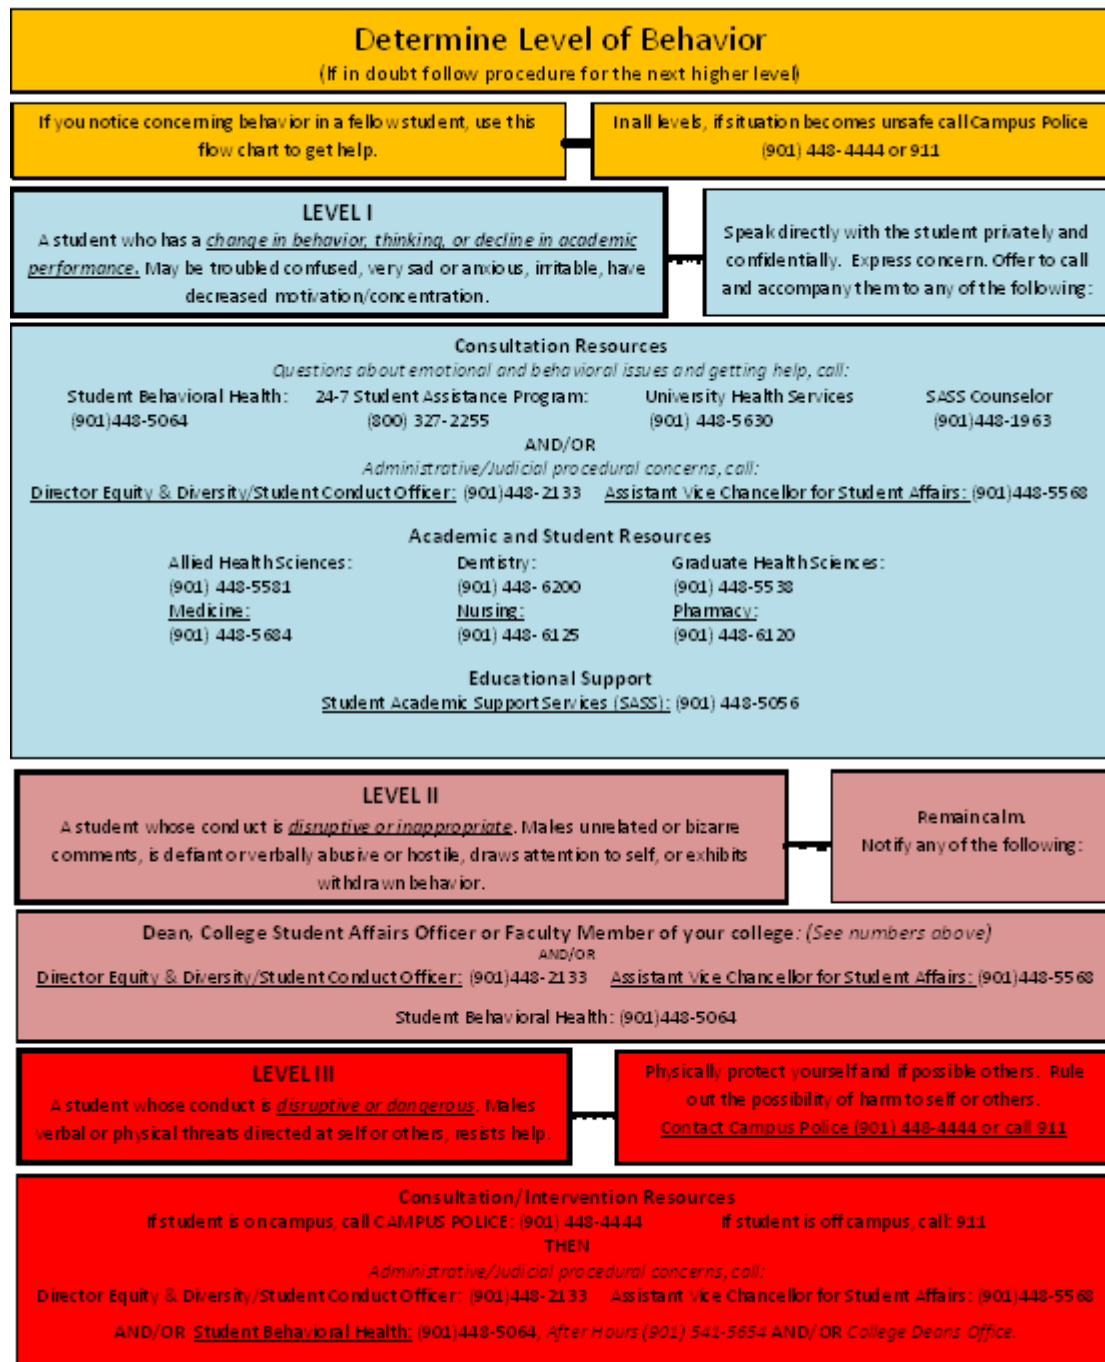 Determine Level of Behavior
(If in doubt follow procedure for the next higher level)
If you notice concerning behavior in a fellow student, use this
flow chart to get help.
In all levels, if situation becomes unsafe call Campus Police
(901) 448-4444 or 911
LEVEL I
A student who has a change in behavior, thinking, or decline in academic
performance. May be troubled confused, very sad or anxious, irritable, have
decreased motivation/concentration.
Speak directly with the student privately and
confidentially. Express concern. Offer to call
and accompany them to any of the following:
Consultation Resources
Questions about emotional and behavioral issues and getting help, call:
Student Behavioral Health: 24-7 Student Assistance Program: University Health Services SASS Counselor
(901)448-5064 (800) 327-2255 (901) 448-5630 (901)448-1963
AND/OR
Administrative/Judicial procedural concerns, call:
Director Equity & Diversity/Student Conduct Officer: (901)448-2133 Assistant Vice Chancellor for Student Affairs: (901)448-5568
Academic and Student Resources
Allied Health Sciences: Dentistry: Graduate Health Sciences:
(901) 448-5581 (901) 448- 6200 (901) 448-5538
Medicine: Nursing: Pharmacy:
(901) 448-5684 (901) 448- 6125 (901) 448- 6120
Educational Support
Student Academic Support Services (SASS): (901) 448-5056
LEVEL II
A student whose conduct is disruptive or inappropriate. Makes unrelated or bizarre
comments, is defiant or verbally abusive or hostile, draws attention to self, or exhibits
withdrawn behavior.
Remain calm.
Notify any of the following:
Dean, College Student Affairs Officer or Faculty Member of your college: (See numbers above)
AND/OR
Director Equity & Diversity/Student Conduct Officer: (901)448-2133 Assistant Vice Chancellor for Student Affairs: (901)448-5568
Student Behavioral Health: (901)448-5064
LEVEL III
A student whose conduct is disruptive or dangerous. Makes
verbal or physical threats directed at self or others, resists help.
Physically protect yourself and if possible others. Rule
out the possibility of harm to self or others.
Contact Campus Police (901) 448-4444 or call 911
Consultation/Intervention Resources
If student is on campus, call CAMPUS POLICE: (901) 448-4444 If student is off campus, call: 911
THEN
Administrative/Judicial procedural concerns, call:
Director Equity & Diversity/Student Conduct Officer: (901)448-2133 Assistant Vice Chancellor for Student Affairs: (901)448-5568
AND/OR Student Behavioral Health: (901)448-5064, After Hours (901) 541-5654 AND/OR College Deans Office.